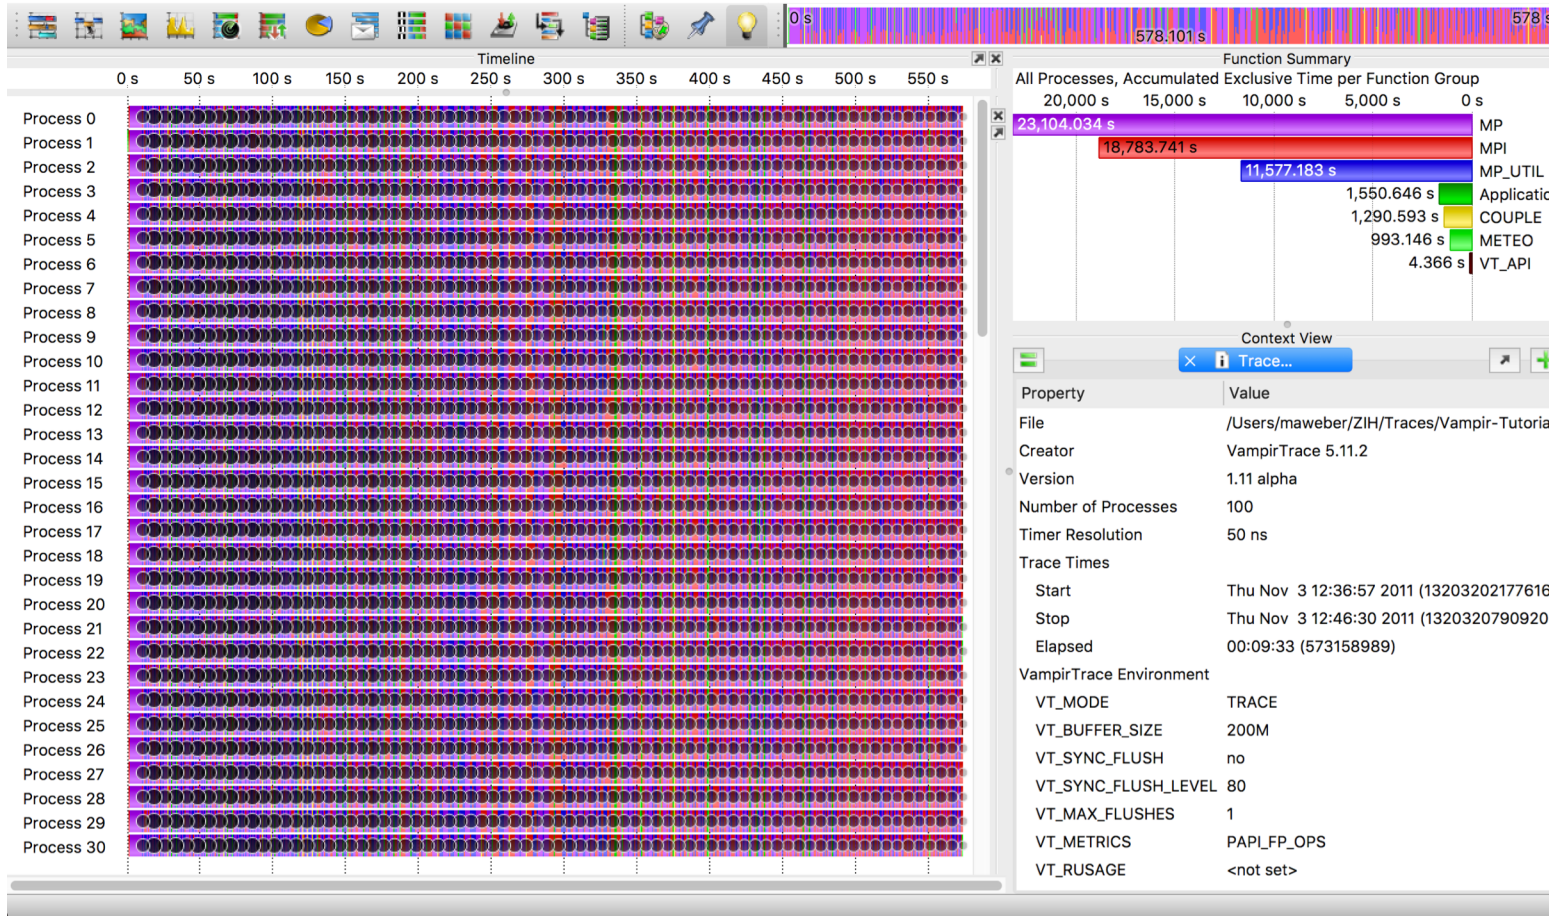 0 s
578 s
578.101 s
Timeline
0 s 50 s 100 s 150 s 200 s 250 s 300 s 350 s 400 s 450 s 500 s 550 s
Process 0
Process 1
Process 2
Process 3
Process 4
Process 5
Process 6
Process 7
Process 8
Process 9
Process 10
Process 11
Process 12
Process 13
Process 14
Process 15
Process 16
Process 17
Process 18
Process 19
Process 20
Process 21
Process 22
Process 23
Process 24
Process 25
Process 26
Process 27
Process 28
Process 29
Process 30
Function Summary
All Processes, Accumulated Exclusive Time per Function Group
20,000 s 15,000 s 10,000 s 5,000 s 0 s
23,104.034 s MP
18,783.741 s MPI
11,577.183 s MP_UTIL
1,550.646 s Applicatio
1,290.593 s COUPLE
993.146 s METEO
4.366 s VT_API
Context View
Trace...
Property Value
File /Users/maweber/ZIH/Traces/Vampir-Tutoria
Creator VampirTrace 5.11.2
Version 1.11 alpha
Number of Processes 100
Timer Resolution 50 ns
Trace Times
Start Thu Nov 3 12:36:57 2011 (13203202177616
Stop Thu Nov 3 12:46:30 2011 (1320320790920
Elapsed 00:09:33 (573158989)
VampirTrace Environment
VT_MODE TRACE
VT_BUFFER_SIZE 200M
VT_SYNC_FLUSH no
VT_SYNC_FLUSH_LEVEL 80
VT_MAX_FLUSHES 1
VT_METRICS PAPI_FP_OPS
VT_RUSAGE <not set>